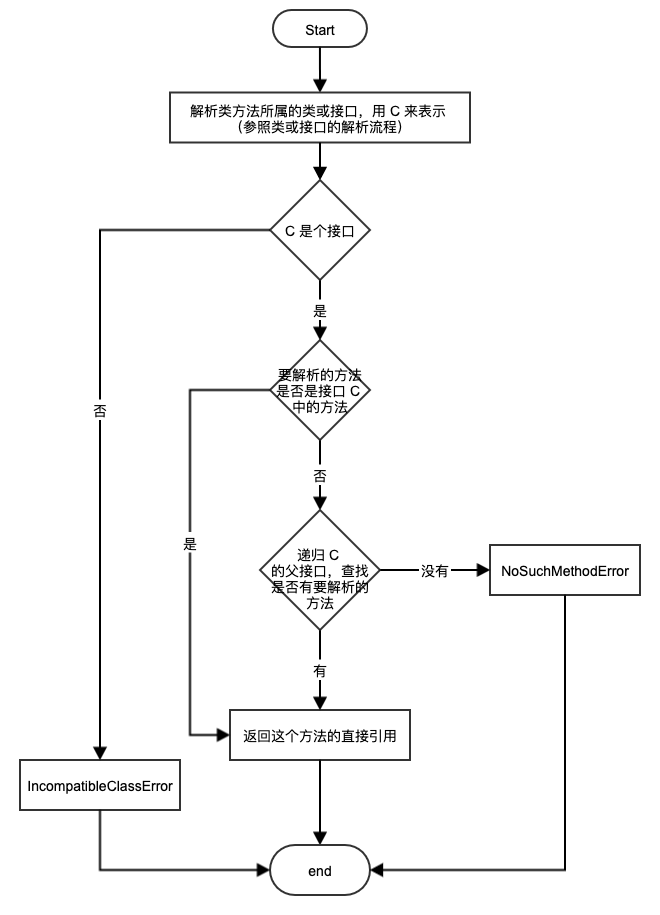 Start
解析类方法所属的类或接口，用 C 来表示
（参照类或接口的解析流程）
C 是个接口
是
要解析的方法
是否是接口 C
中的方法
否
否
是
递归 C
的父接口，查找
是否有要解析的
方法
没有
NoSuchMethodError
有
返回这个方法的直接引用
IncompatibleClassError
end